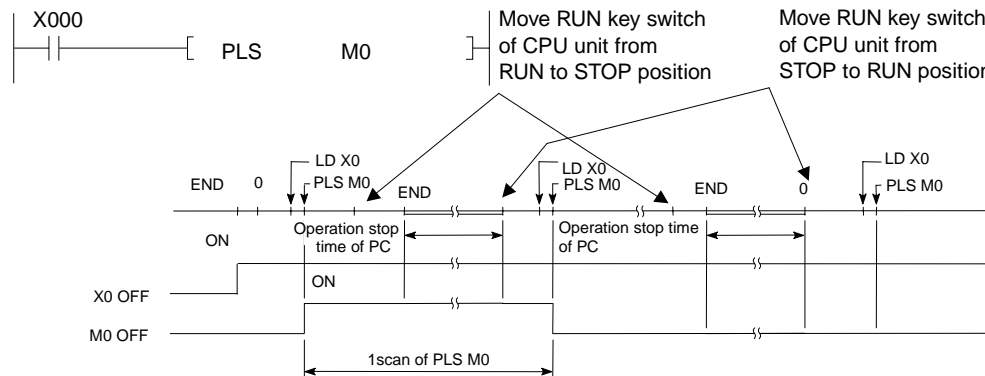 X000
PLS M0
Move RUN key switch
of CPU unit from
RUN to STOP position
Move RUN key switch
of CPU unit from
STOP to RUN position
END 0
LD X0
PLS M0
END
LD X0
PLS M0
END
0
LD X0
PLS M0
ON
Operation stop
time of PC
Operation stop time
of PC
ON
X0 OFF
M0 OFF
1scan of PLS M0